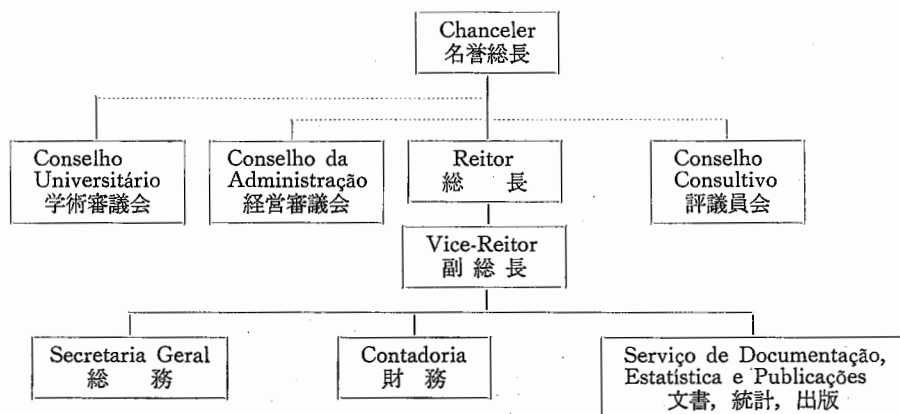 Chanceler
名誉総長
Conselho
Universitário
学術審議会
Conselho da
Administração
経営審議会
Reitor
総 長
Conselho
Consultivo
評議員会
Vice-Reitor
副 総 長
Secretaria Geral
総 務
Contadoria
財 務
Serviço de Documentação,
Estatística e Publicações
文書, 統計, 出版